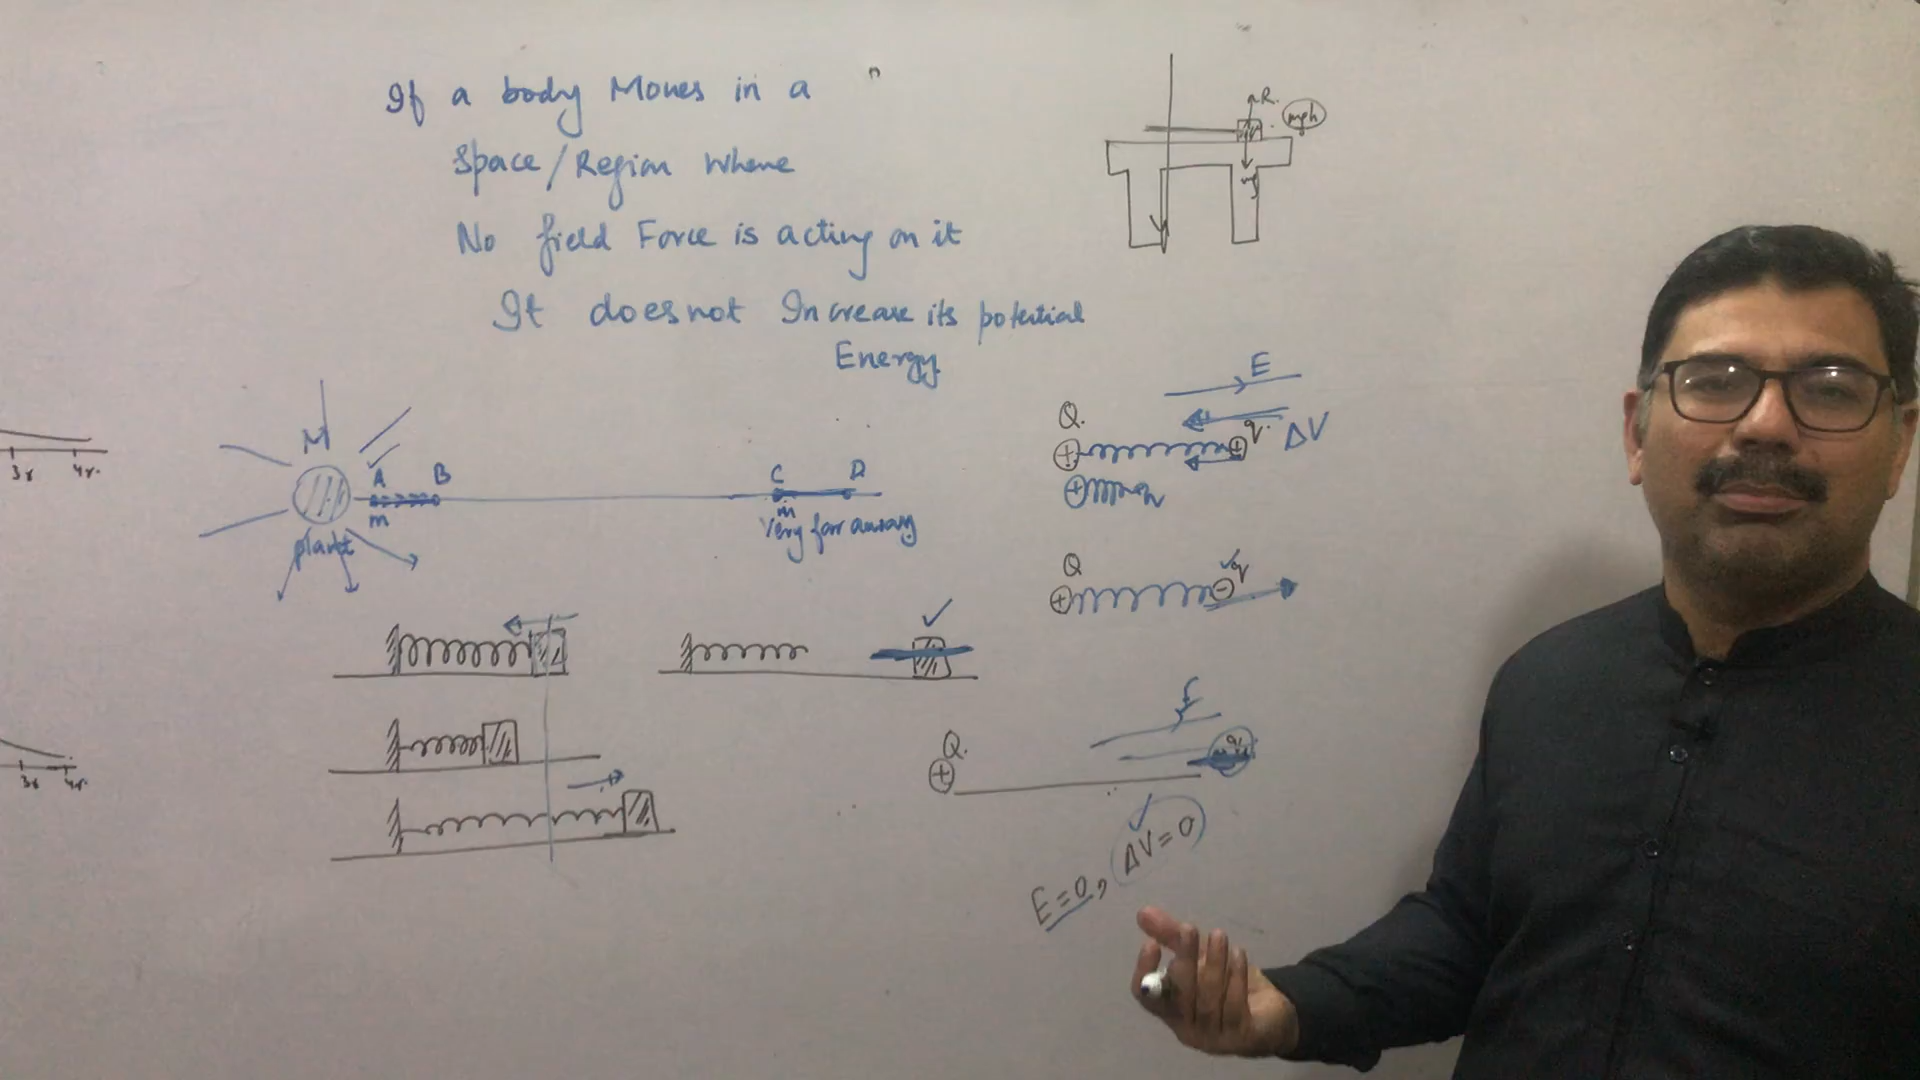 If a body Moves in a
Space/Region Where
No field Force is acting on it
It does not Increase its potential
Energy
R.
mgh
mg
3r 4r.
M
A B
m
C D
m
Very far away
E
Q.
q.
ΔV
Q
q
3r 4r.
Q.
E=0, ΔV=0